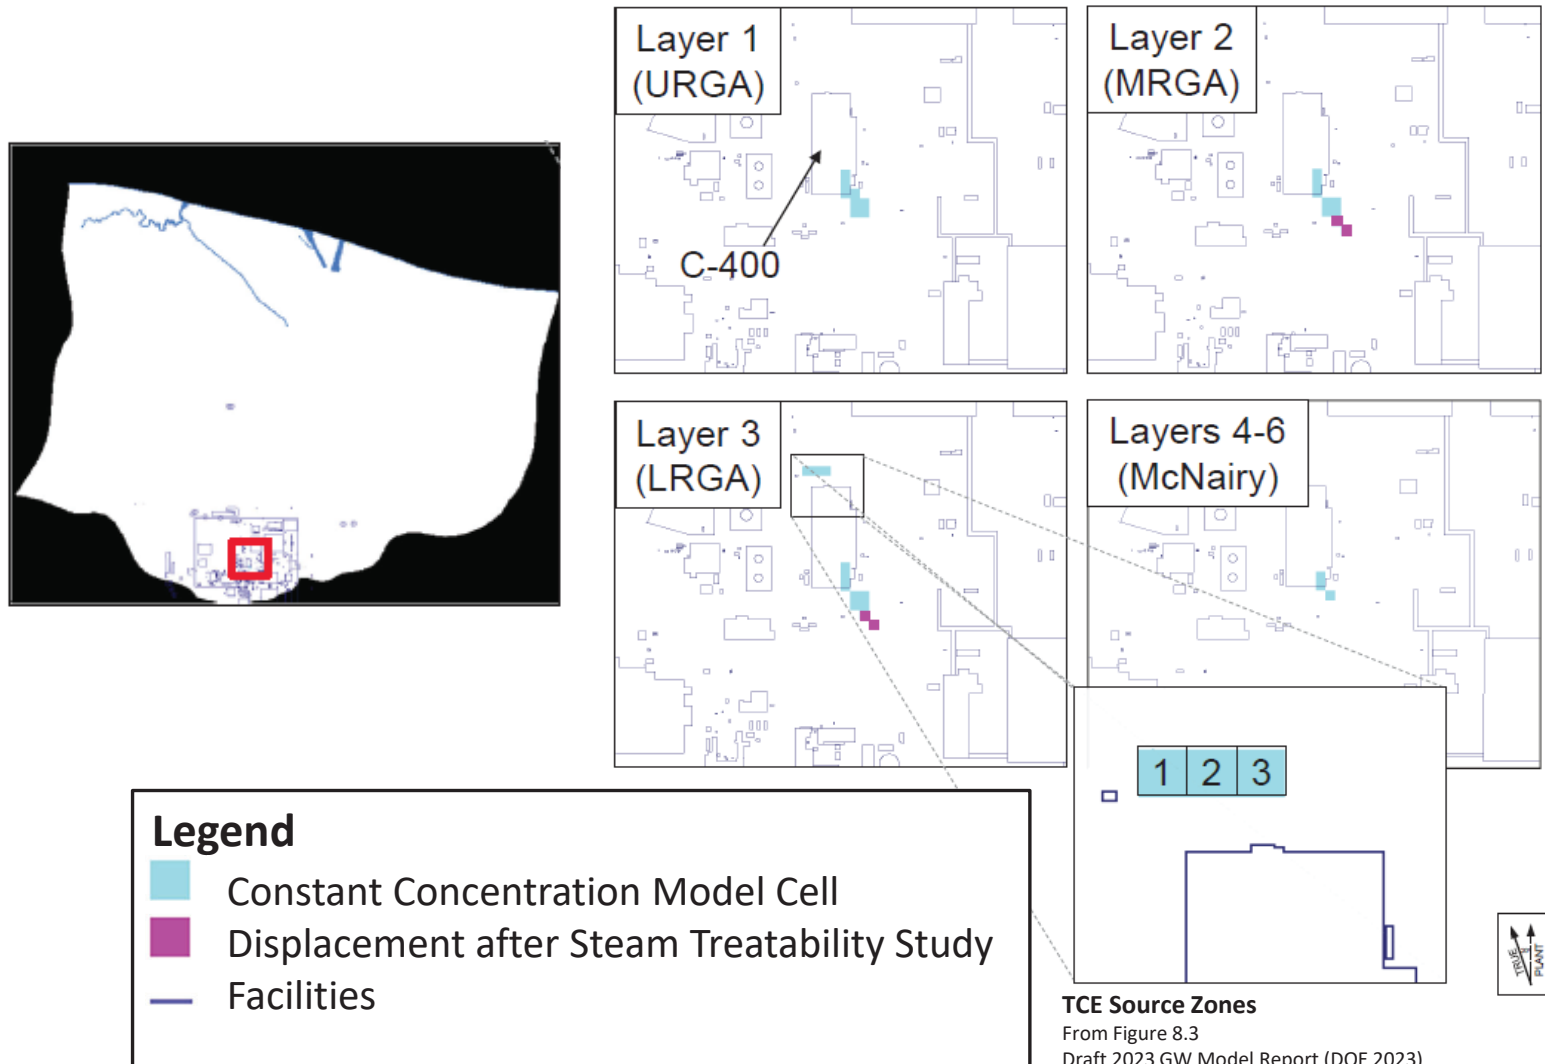 Layer 1
(URGA)
C-400
Layer 2
(MRGA)
Layer 3
(LRGA)
Layers 4-6
(McNairy)
1 2 3
Legend
Constant Concentration Model Cell
Displacement after Steam Treatability Study
Facilities
TRUE
PLANT
TCE Source Zones
From Figure 8.3
Draft 2023 GW Model Report (DOE 2023)